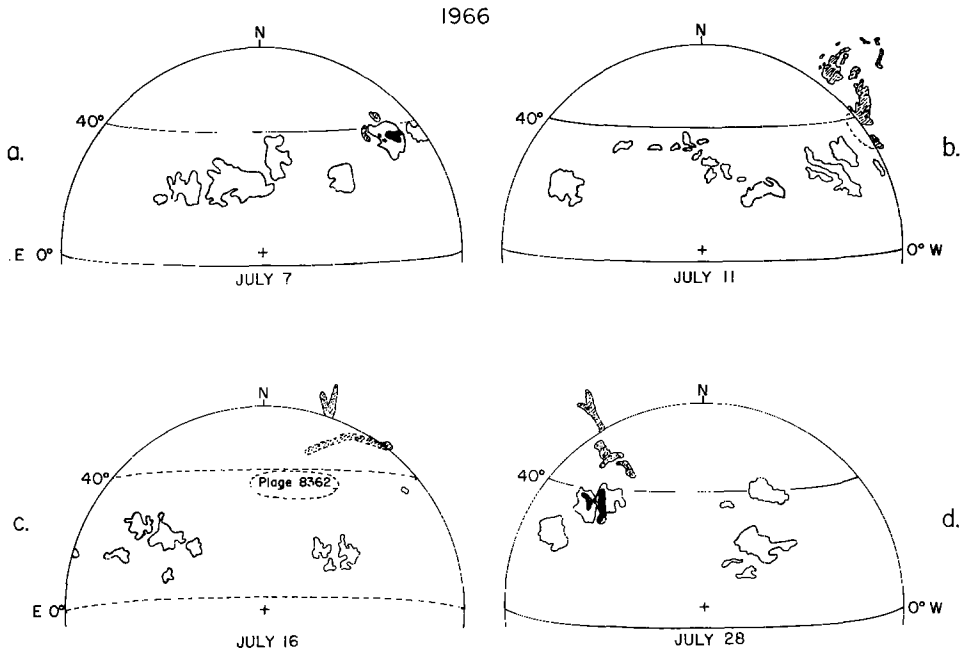 1966
a.
N
40°
E 0°
JULY 7
b.
N
40°
0° W
JULY 11
c.
N
40°
Plage 8362
E 0°
JULY 16
d.
N
40°
0° W
JULY 28